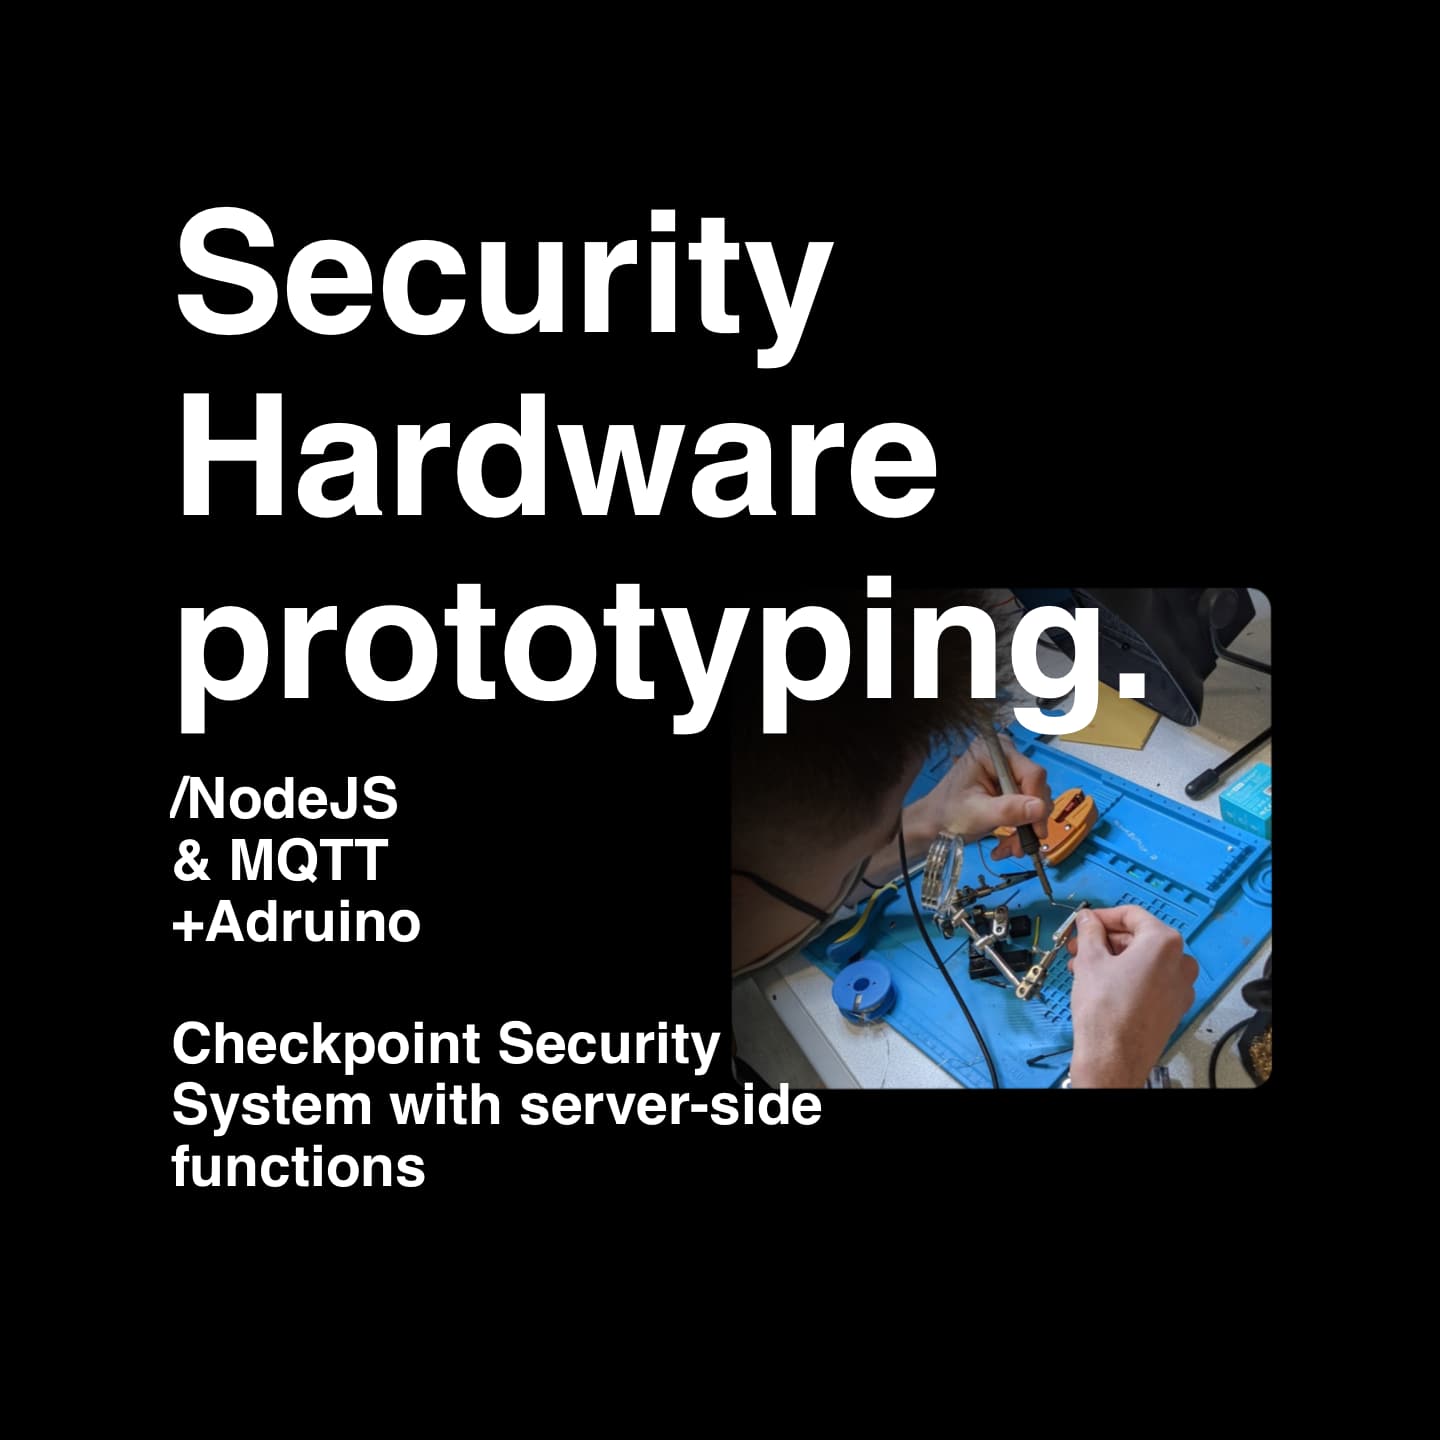 Security
Hardware
prototyping.
/NodeJS
& MQTT
+Adruino
Checkpoint Security
System with server-side
functions